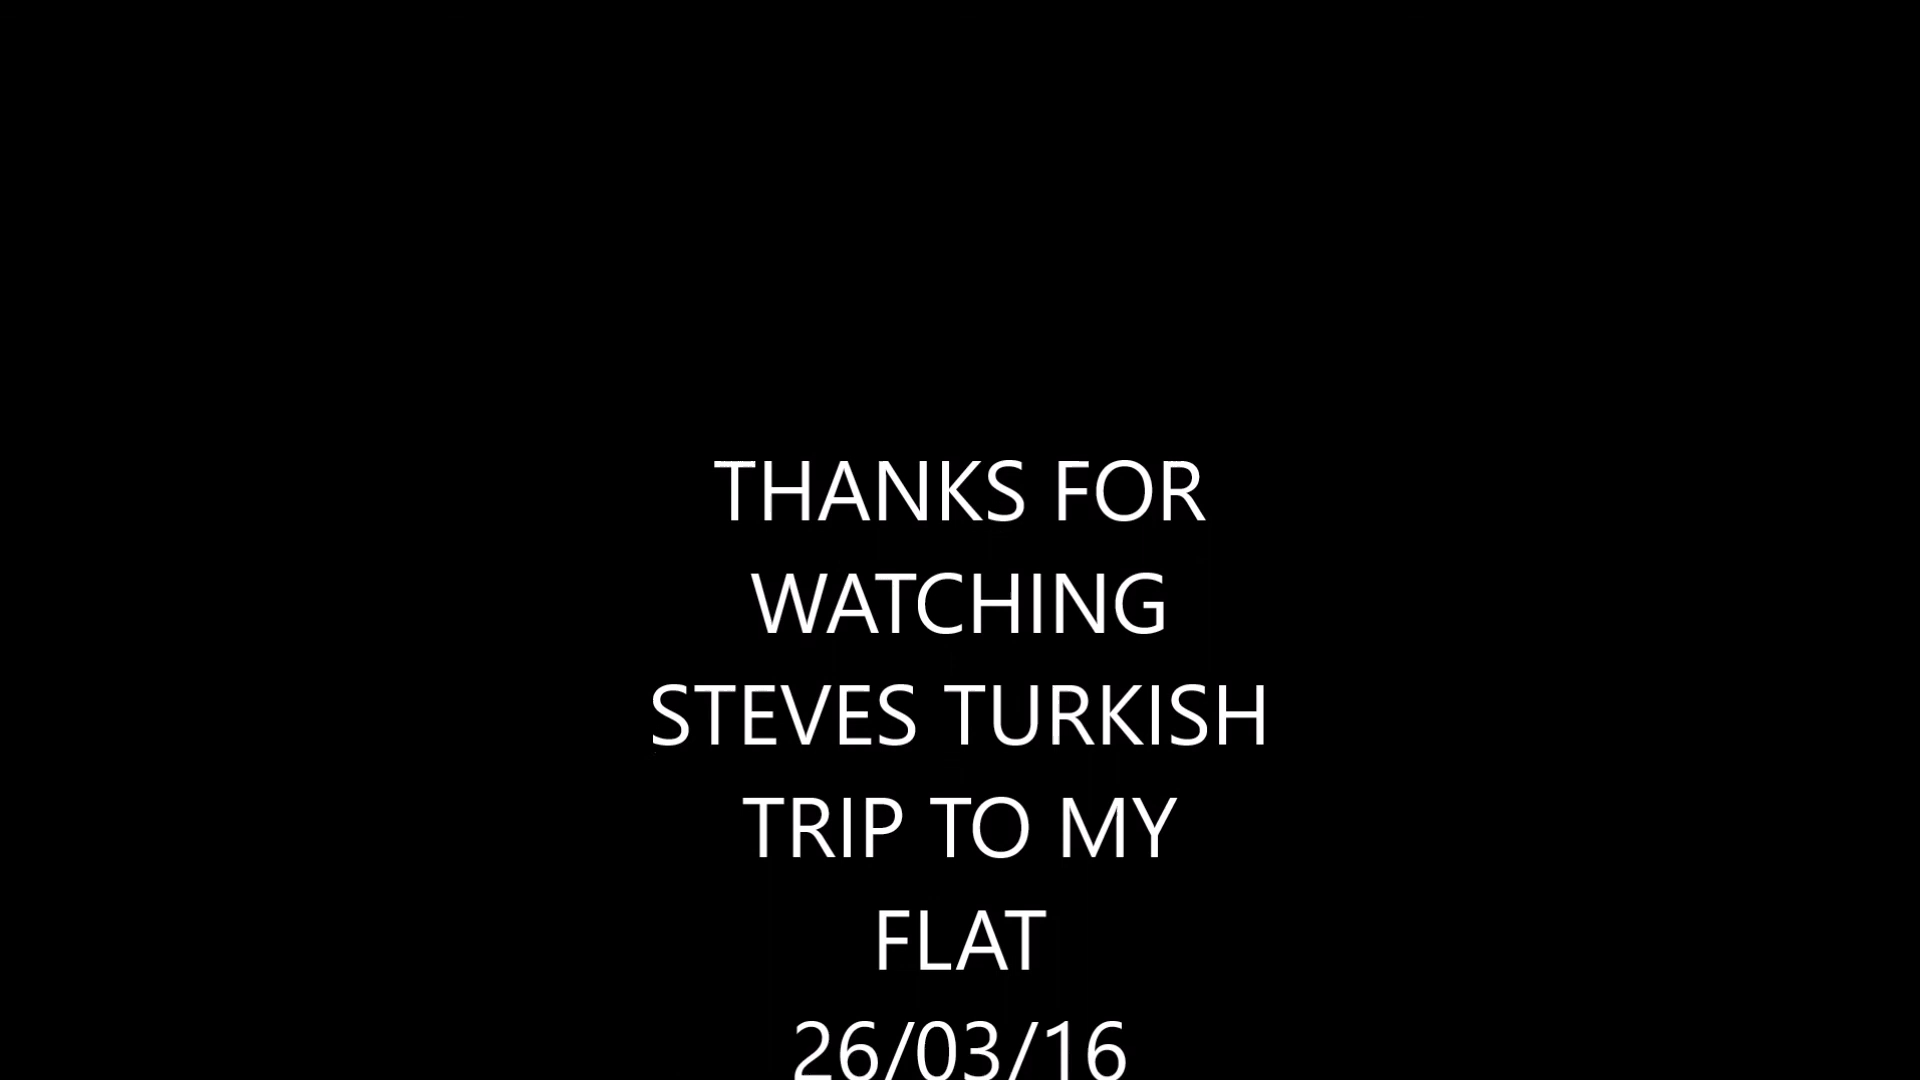 THANKS FOR
WATCHING
STEVES TURKISH
TRIP TO MY
FLAT
26/03/16